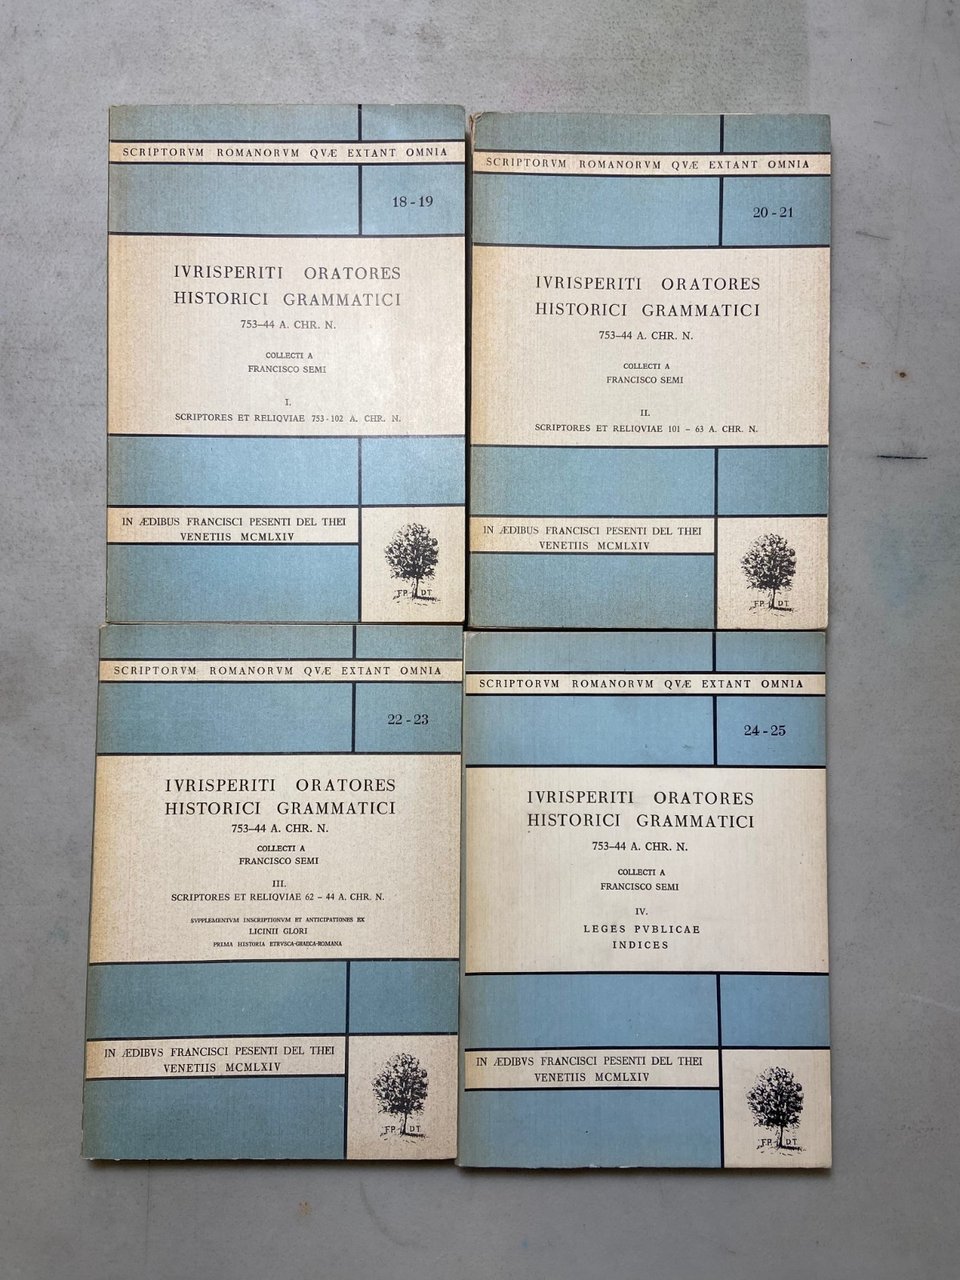 SCRIPTORVM ROMANORVM QVÆ EXTANT OMNIA
18-19
IVRISPERITI ORATORES
HISTORICI GRAMMATICI
753–44 A. CHR. N.
COLLECTI A
FRANCISCO SEMI
I.
SCRIPTORES ET RELIQVIAE 753-102 A. CHR. N.
IN ÆDIBUS FRANCISCI PESENTI DEL THEI
VENETIIS MCMLXIV
FP DT
SCRIPTORVM ROMANORVM QVÆ EXTANT OMNIA
20-21
IVRISPERITI ORATORES
HISTORICI GRAMMATICI
753–44 A. CHR. N.
COLLECTI A
FRANCISCO SEMI
II.
SCRIPTORES ET RELIQVIAE 101 – 63 A. CHR. N.
IN ÆDIBUS FRANCISCI PESENTI DEL THEI
VENETIIS MCMLXIV
FP DT
SCRIPTORVM ROMANORVM QVÆ EXTANT OMNIA
22-23
IVRISPERITI ORATORES
HISTORICI GRAMMATICI
753–44 A. CHR. N.
COLLECTI A
FRANCISCO SEMI
III.
SCRIPTORES ET RELIQVIAE 62 – 44 A. CHR. N.
SVPPLEMENTVM INSCRIPTIONVM ET ANTICIPATIONES EX
LICINII GLORI
PRIMA HISTORIA ETRVSCA-GRAECA-ROMANA
IN ÆDIBVS FRANCISCI PESENTI DEL THEI
VENETIIS MCMLXIV
FP DT
SCRIPTORVM ROMANORVM QVÆ EXTANT OMNIA
24-25
IVRISPERITI ORATORES
HISTORICI GRAMMATICI
753–44 A. CHR. N.
COLLECTI A
FRANCISCO SEMI
IV.
LEGES PVBLICAE
INDICES
IN ÆDIBUS FRANCISCI PESENTI DEL THEI
VENETIIS MCMLXIV
FP DT